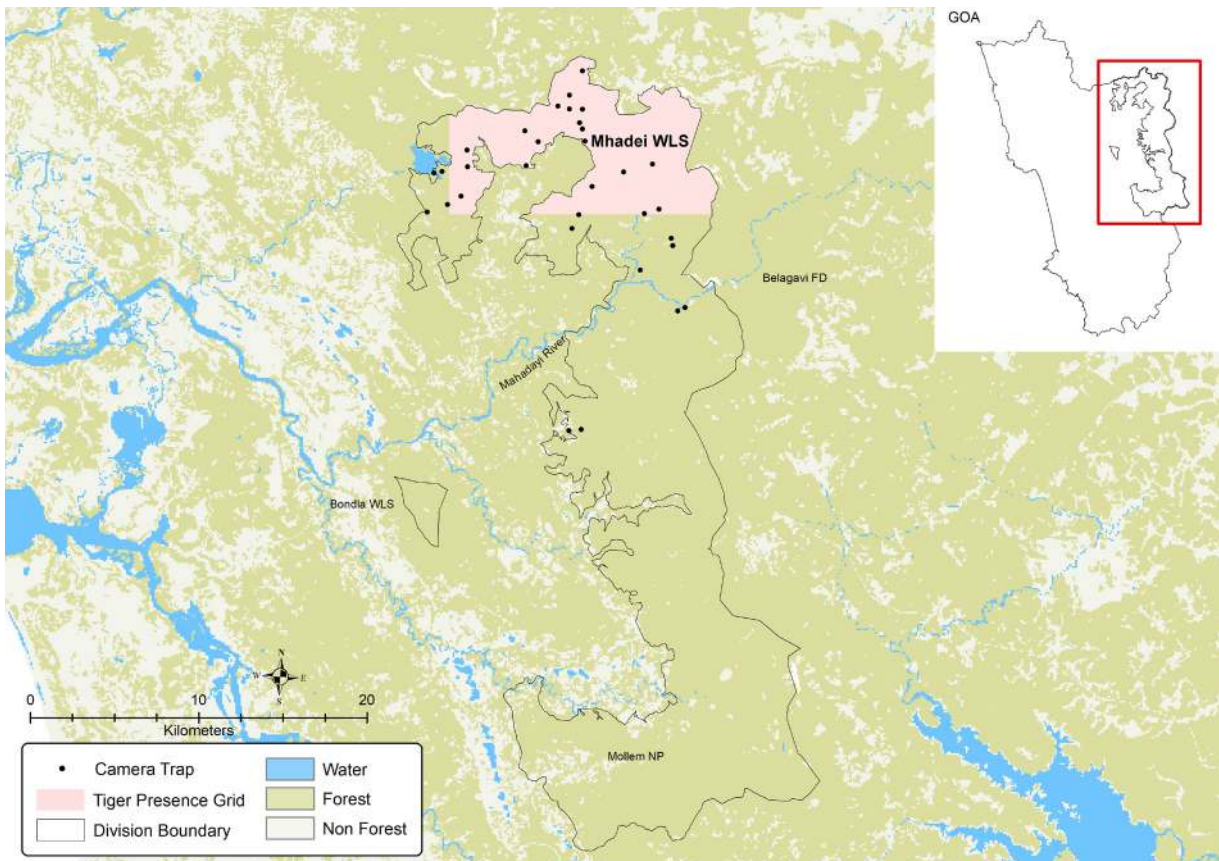 GOA
Mhadei WLS
Belagavi FD
Mahadayi River
Bondla WLS
N
W
E
S
0
10
20
Kilometers
Mollem NP
Camera Trap
Water
Tiger Presence Grid
Forest
Division Boundary
Non Forest